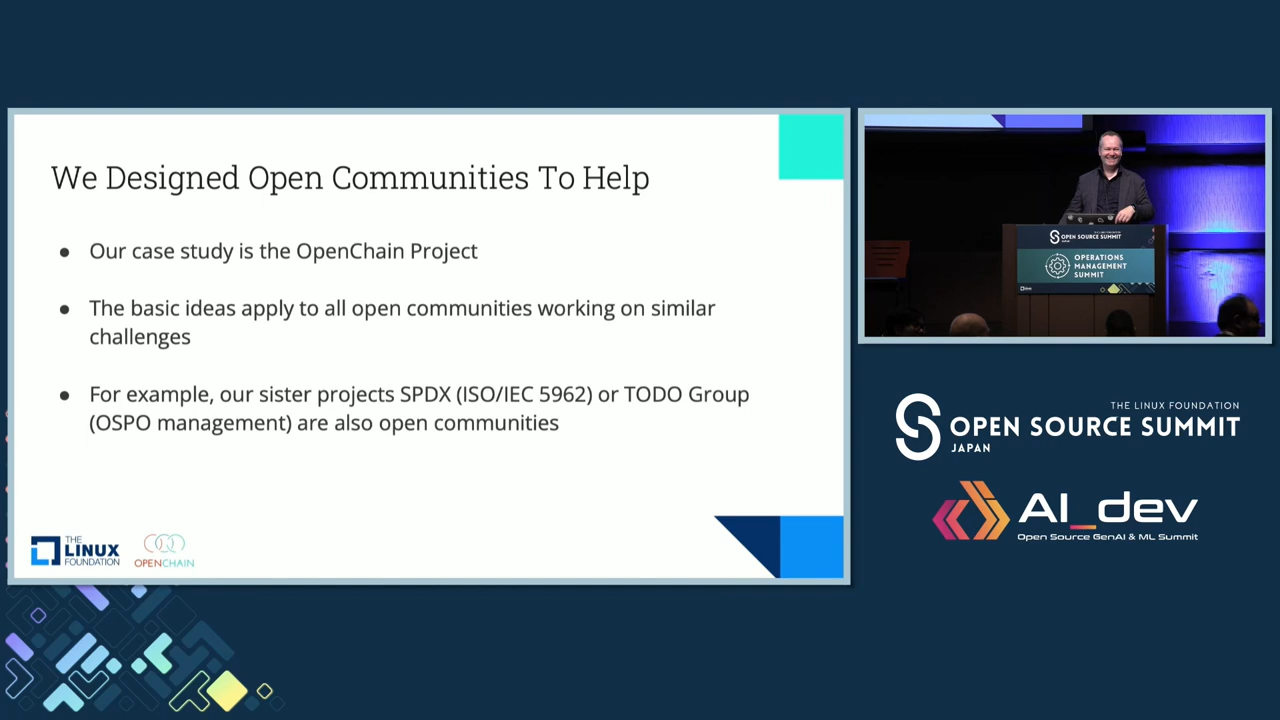 We Designed Open Communities To Help
● Our case study is the OpenChain Project
● The basic ideas apply to all open communities working on similar
challenges
● For example, our sister projects SPDX (ISO/IEC 5962) or TODO Group
(OSPO management) are also open communities
THE
LINUX
FOUNDATION
OPENCHAIN
OPEN SOURCE SUMMIT
JAPAN
OPERATIONS
MANAGEMENT
SUMMIT
THE LINUX FOUNDATION
OPEN SOURCE SUMMIT
JAPAN
AI_dev
Open Source GenAI & ML Summit